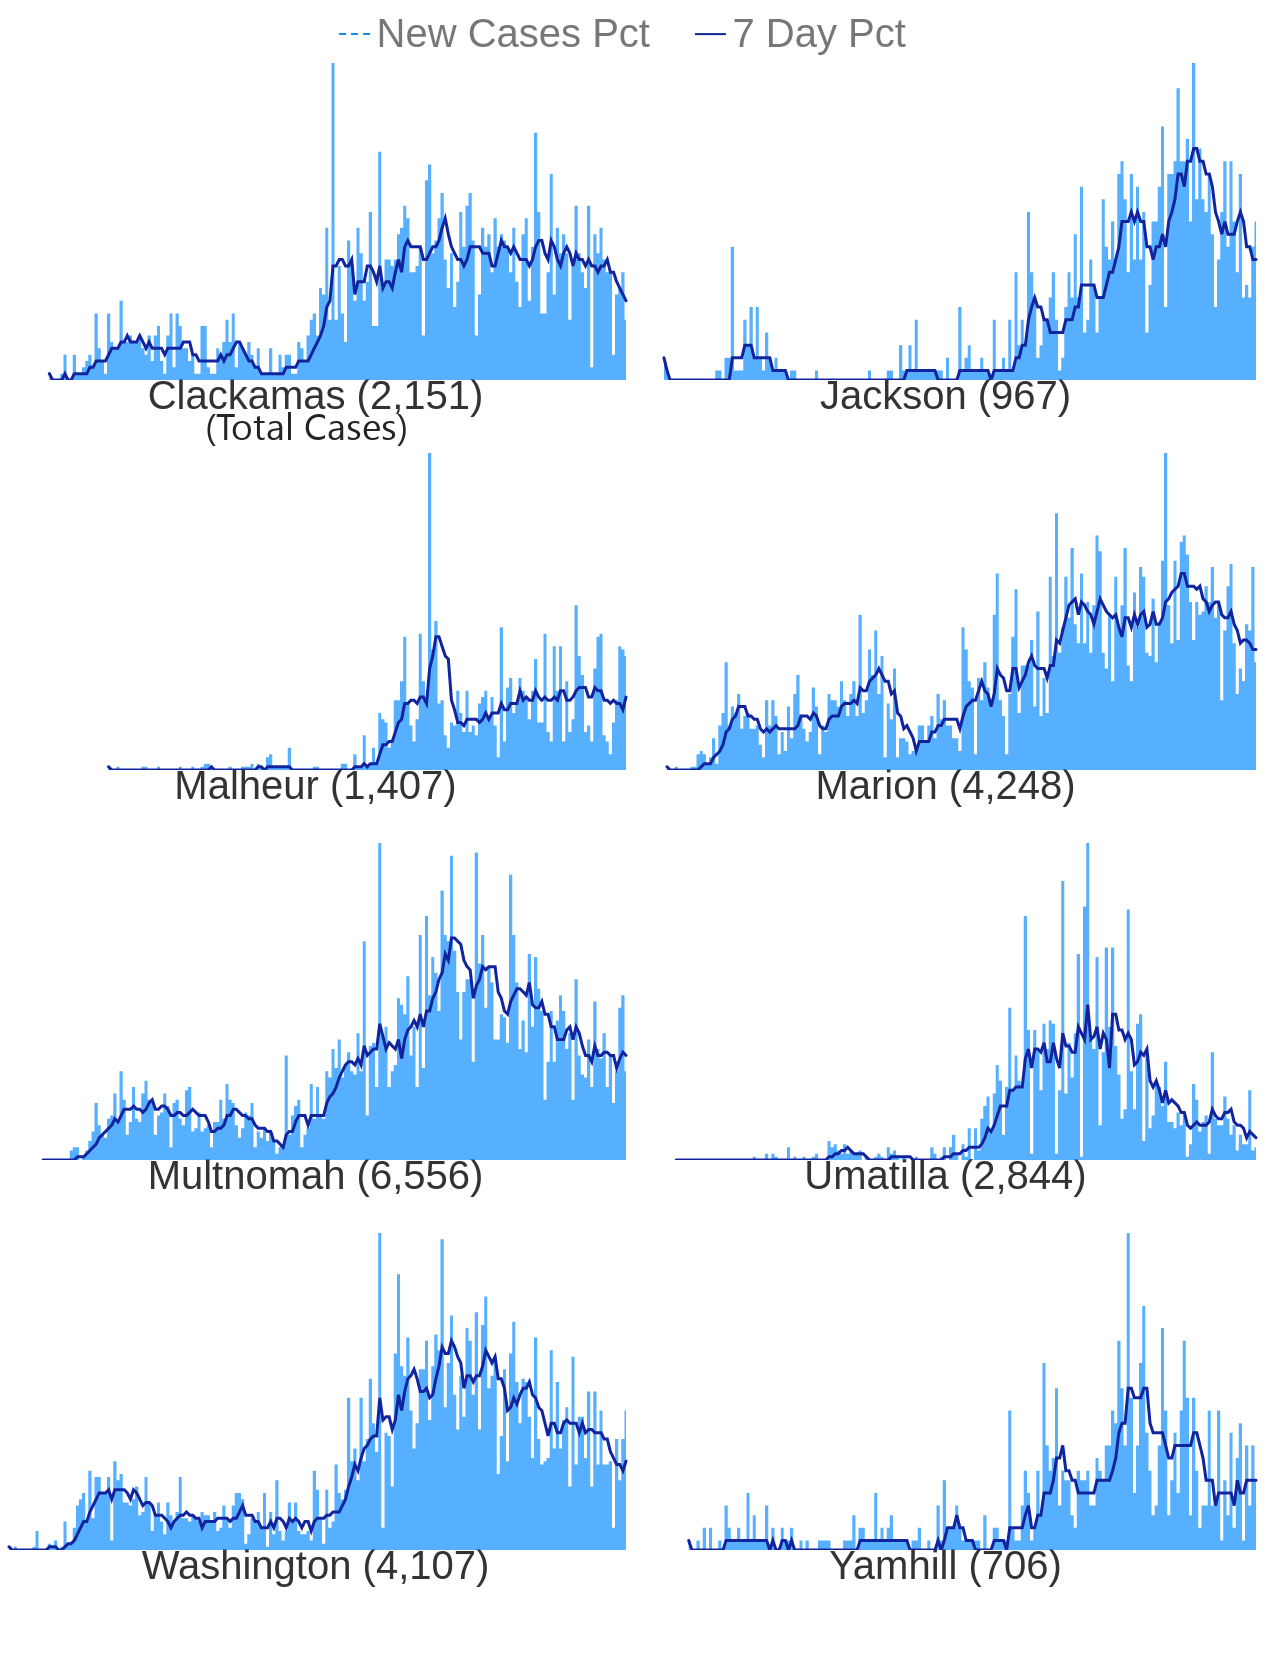 New Cases Pct 7 Day Pct
Clackamas (2,151) Jackson (967)
(Total Cases)
Malheur (1,407) Marion (4,248)
Multnomah (6,556) Umatilla (2,844)
Washington (4,107) Yamhill (706)